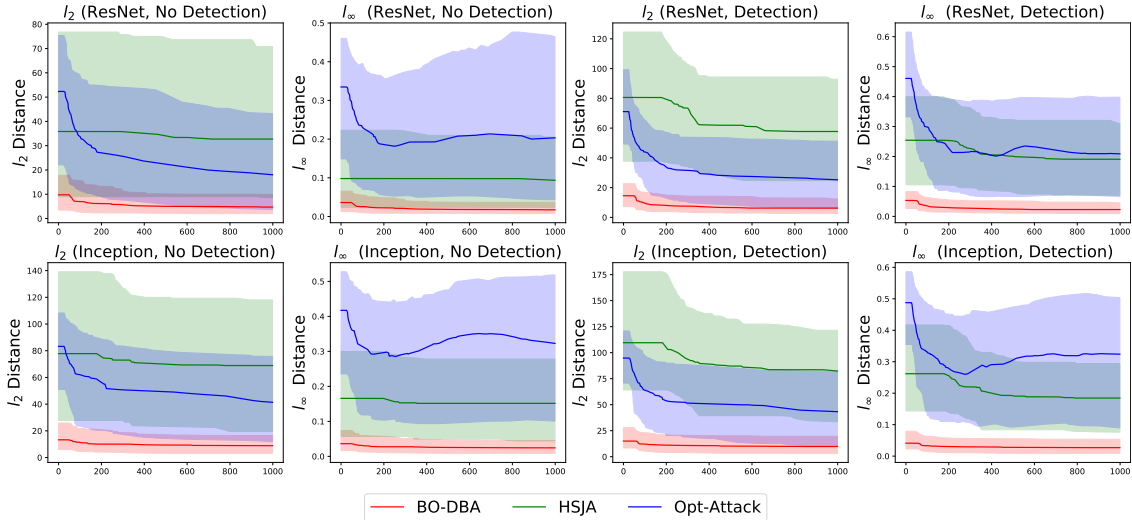 l2 (ResNet, No Detection)
l∞ (ResNet, No Detection)
l2 (ResNet, Detection)
l∞ (ResNet, Detection)
l2 Distance
80
70
60
50
40
30
20
10
0
0 200 400 600 800 1000
l∞ Distance
0.5
0.4
0.3
0.2
0.1
0.0
0 200 400 600 800 1000
l2 Distance
120
100
80
60
40
20
0
0 200 400 600 800 1000
l∞ Distance
0.6
0.5
0.4
0.3
0.2
0.1
0.0
0 200 400 600 800 1000
l2 (Inception, No Detection)
l∞ (Inception, No Detection)
l2 (Inception, Detection)
l∞ (Inception, Detection)
l2 Distance
140
120
100
80
60
40
20
0
0 200 400 600 800 1000
l∞ Distance
0.5
0.4
0.3
0.2
0.1
0.0
0 200 400 600 800 1000
l2 Distance
175
150
125
100
75
50
25
0
0 200 400 600 800 1000
l∞ Distance
0.6
0.5
0.4
0.3
0.2
0.1
0.0
0 200 400 600 800 1000
BO-DBA HSJA Opt-Attack